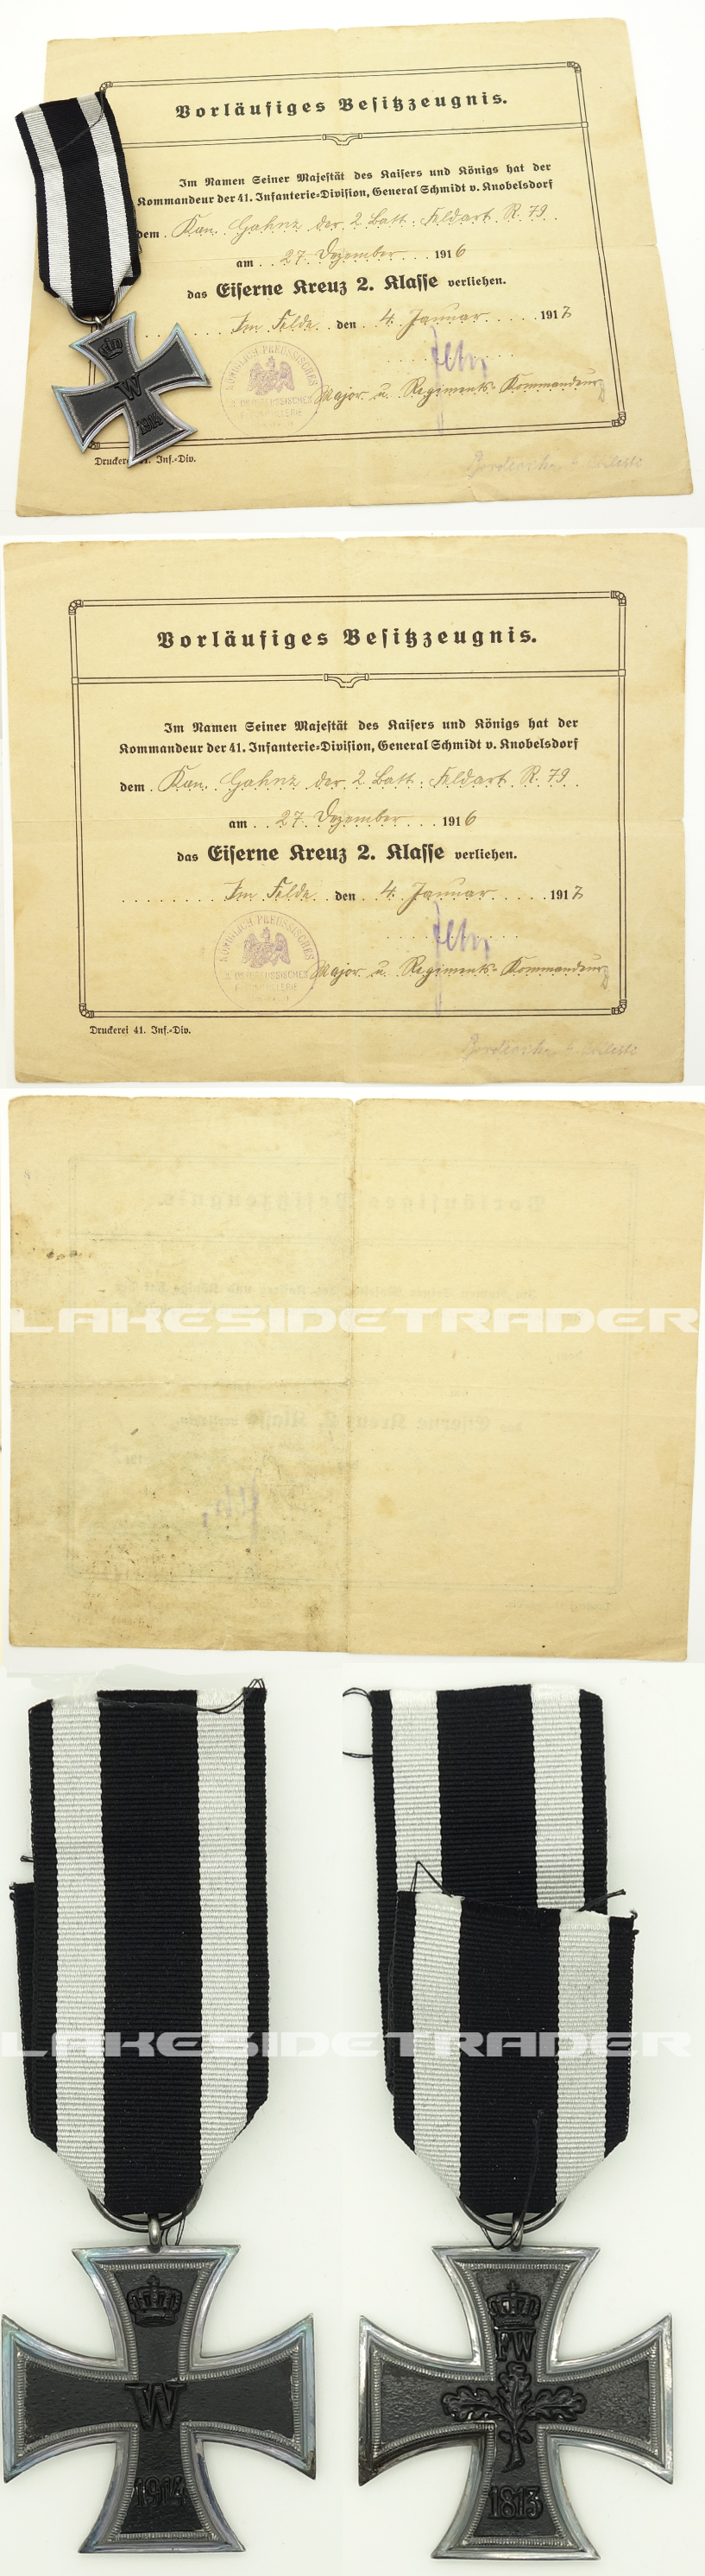 Vorläufiges Besitzzeugnis.
Im Namen Seiner Majestät des Kaisers und Königs hat der
Kommandeur der 41. Infanterie-Division, General Schmidt v. Knobelsdorf
dem Kan. Gahnz der 2. Batt. Feldart. R. 79.
am 27. Dezember 1916
das Eiserne Kreuz 2. Klasse verliehen.
Im Felde den 4. Januar 1917
KÖNIGLICH PREUSSISCHES
Major u. Regiments-Kommandeur
Druckerei 41. Inf.-Div.
W
1914
Vorläufiges Besitzzeugnis.
Im Namen Seiner Majestät des Kaisers und Königs hat der
Kommandeur der 41. Infanterie-Division, General Schmidt v. Knobelsdorf
dem Kan. Gahnz der 2. Batt. Feldart. R. 79.
am 27. Dezember 1916
das Eiserne Kreuz 2. Klasse verliehen.
Im Felde den 4. Januar 1917
KÖNIGLICH PREUSSISCHES
Major u. Regiments-Kommandeur
Druckerei 41. Inf.-Div.
LAKESIDETRADER
LAKESIDETRADER
W
1914
FW
1813